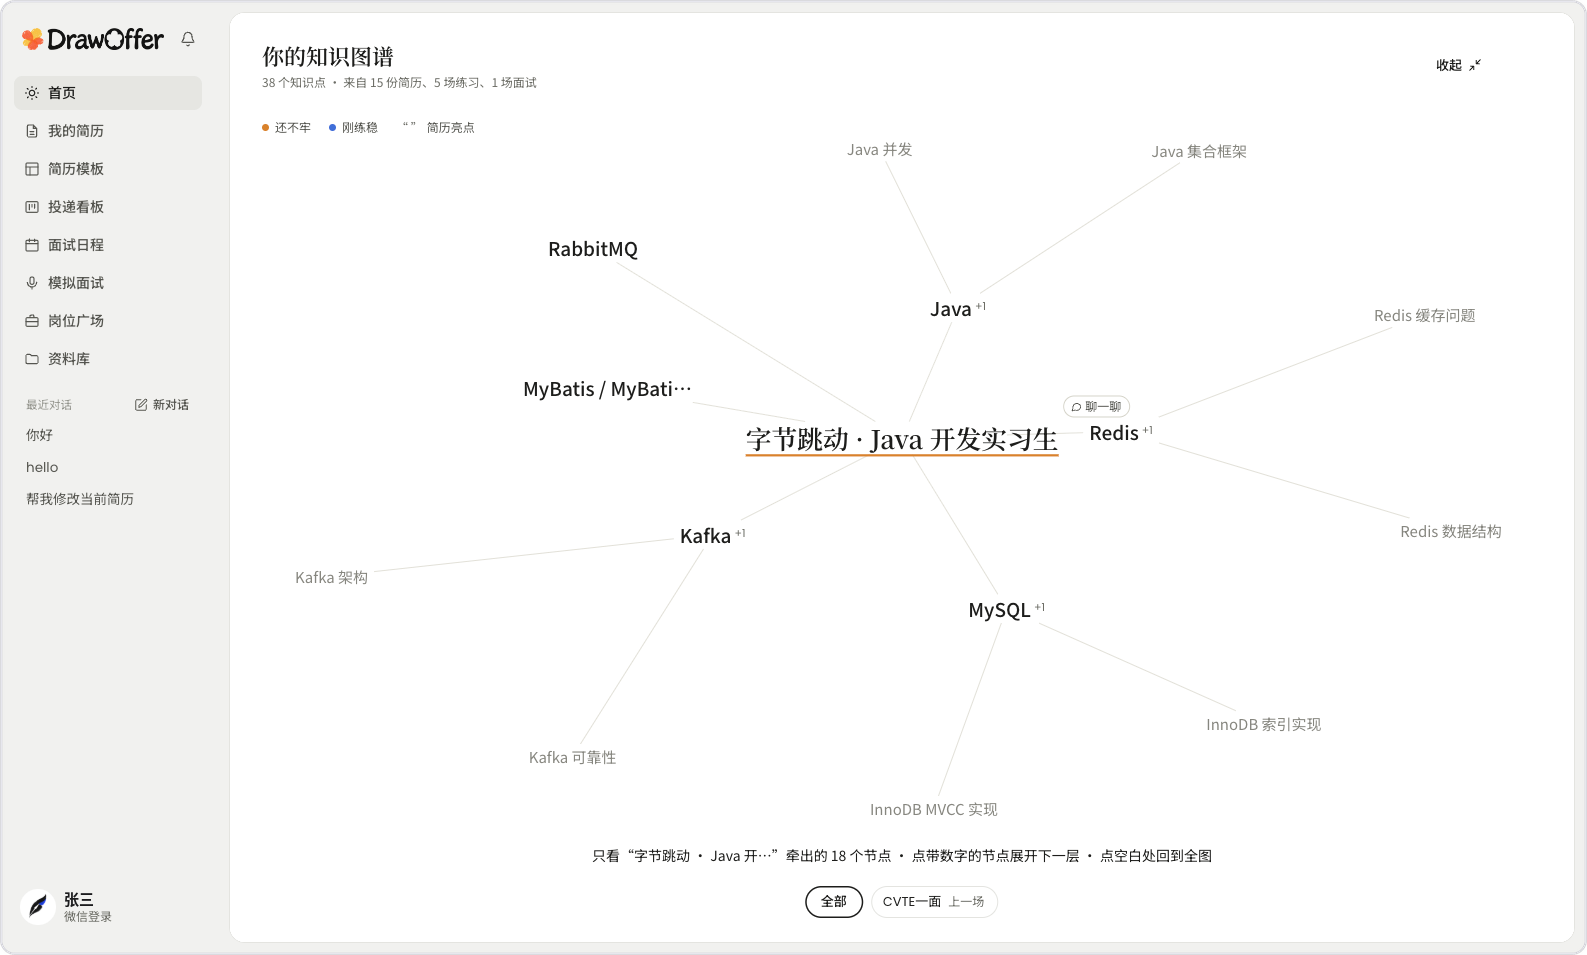 DrawOffer
首页
我的简历
简历模板
投递看板
面试日程
模拟面试
岗位广场
资料库
最近对话 新对话
你好
hello
帮我修改当前简历
张三
微信登录
你的知识图谱
38 个知识点 · 来自 15 份简历、5 场练习、1 场面试
收起
还不牢 刚练稳 “ ” 简历亮点
Java 并发
Java 集合框架
RabbitMQ
Java +1
Redis 缓存问题
MyBatis / MyBati···
聊一聊
字节跳动 · Java 开发实习生
Redis +1
Kafka +1
Redis 数据结构
Kafka 架构
MySQL +1
InnoDB 索引实现
Kafka 可靠性
InnoDB MVCC 实现
只看“字节跳动 · Java 开···”牵出的 18 个节点 · 点带数字的节点展开下一层 · 点空白处回到全图
全部
CVTE一面 上一场